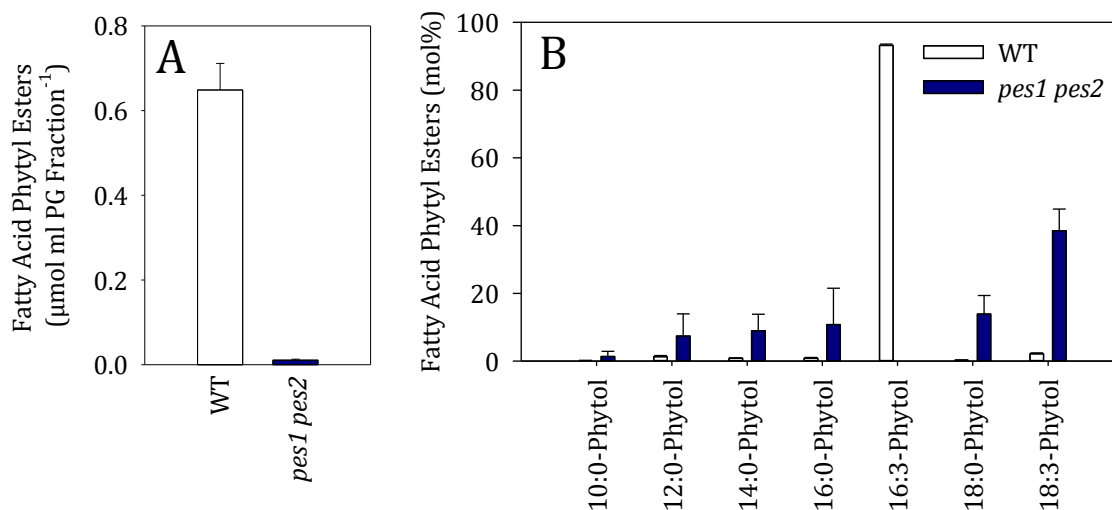 A
Fatty Acid Phytyl Esters
(µmol ml PG Fraction⁻¹)
0.8
0.6
0.4
0.2
0.0
WT
pes1 pes2
B
Fatty Acid Phytyl Esters (mol%)
100
80
60
40
20
0
WT
pes1 pes2
10:0-Phytol
12:0-Phytol
14:0-Phytol
16:0-Phytol
16:3-Phytol
18:0-Phytol
18:3-Phytol